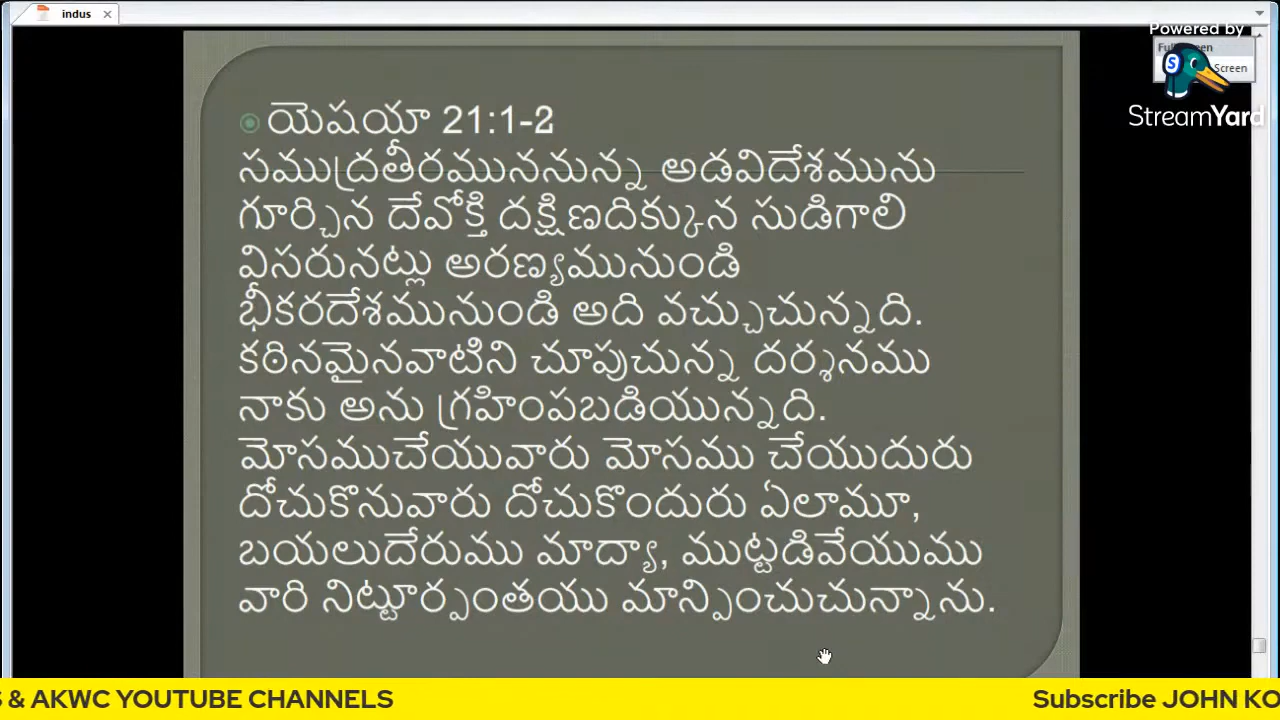 indus
Powered by
Screen
StreamYard
యెషయా 21:1-2
సముద్రతీరముననున్న అడవిదేశమును
గూర్చిన దేవోక్తి దక్షిణదిక్కున సుడిగాలి
విసరునట్లు అరణ్యమునుండి
భీకరదేశమునుండి అది వచ్చుచున్నది.
కఠినమైనవాటిని చూపుచున్న దర్శనము
నాకు అను గ్రహింపబడియున్నది.
మోసముచేయువారు మోసము చేయుదురు
దోచుకొనువారు దోచుకొందురు ఏలామూ,
బయలుదేరుము మాద్యా, ముట్టడివేయుము
వారి నిట్టూర్పంతయు మాన్పించుచున్నాను.
& AKWC YOUTUBE CHANNELS
Subscribe JOHN KO